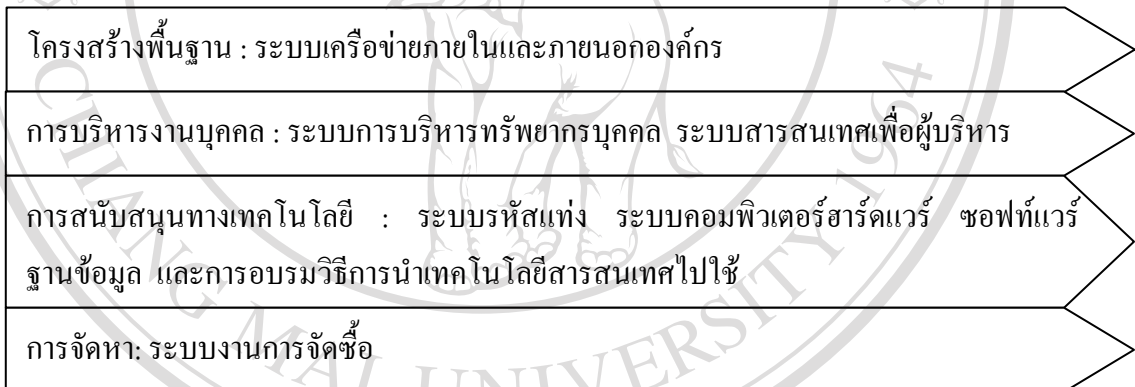 โครงสร้างพื้นฐาน : ระบบเครือข่ายภายในและภายนอกองค์กร
การบริหารงานบุคคล : ระบบการบริหารทรัพยากรบุคคล ระบบสารสนเทศเพื่อผู้บริหาร
การสนับสนุนทางเทคโนโลยี : ระบบรหัสแท่ง ระบบคอมพิวเตอร์ฮาร์ดแวร์ ซอฟท์แวร์
ฐานข้อมูล และการอบรมวิธีการนำเทคโนโลยีสารสนเทศไปใช้
การจัดหา: ระบบงานการจัดซื้อ
CHIANG MAI UNIVERSITY 1964